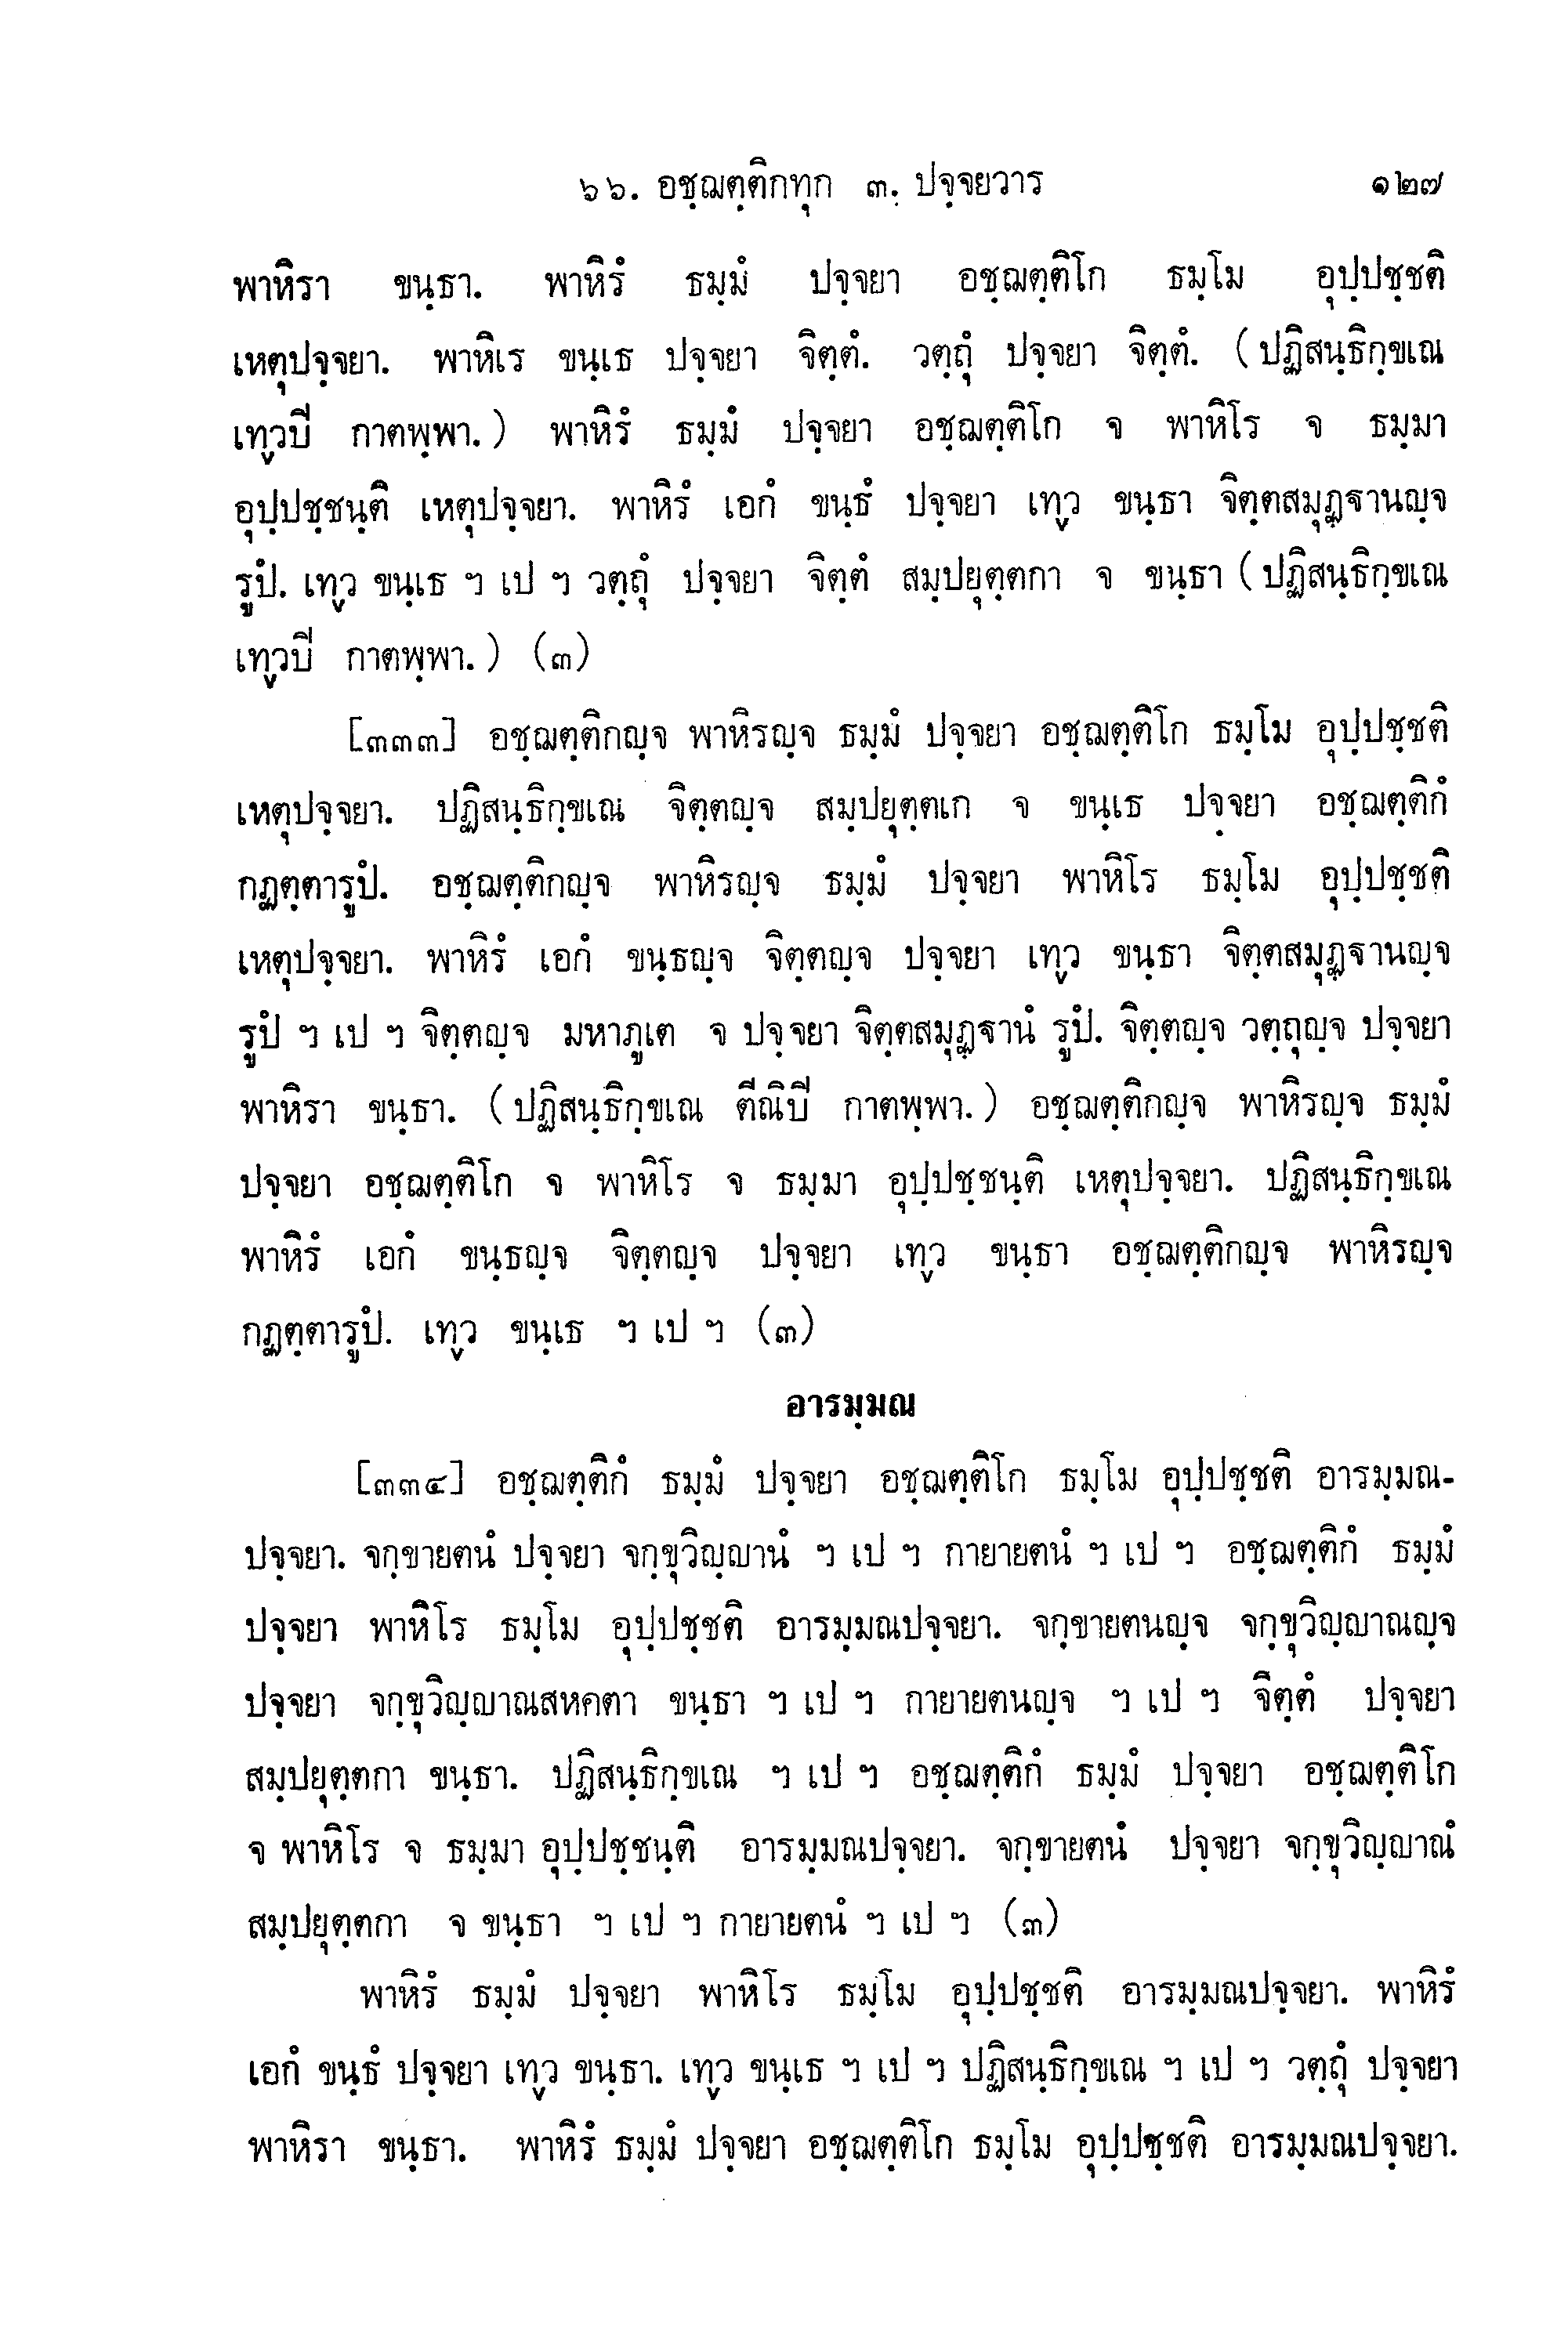 ๖๖. อชฺฌตฺติกทุก ๓. ปจฺจยวาร ๑๒๗
พาหิรา ขนฺธา. พาหิรํ ธมฺมํ ปจฺจยา อชฺฌตฺติโก ธมฺโม อุปฺปชฺชติ
เหตุปจฺจยา. พาหิเร ขนฺเธ ปจฺจยา จิตฺตํ. วตฺถุํ ปจฺจยา จิตฺตํ. (ปฏิสนฺธิกฺขเณ
เทฺวปี กาตพฺพา.) พาหิรํ ธมฺมํ ปจฺจยา อชฺฌตฺติโก จ พาหิโร จ ธมฺมา
อุปฺปชฺชนฺติ เหตุปจฺจยา. พาหิรํ เอกํ ขนฺธํ ปจฺจยา เทฺว ขนฺธา จิตฺตสมุฏฺฐานญฺจ
รูปํ. เทฺว ขนฺเธ ฯ เป ฯ วตฺถุํ ปจฺจยา จิตฺตํ สมฺปยุตฺตกา จ ขนฺธา (ปฏิสนฺธิกฺขเณ
เทฺวปี กาตพฺพา.) (๓)
[๓๓๓] อชฺฌตฺติกญฺจ พาหิรญฺจ ธมฺมํ ปจฺจยา อชฺฌตฺติโก ธมฺโม อุปฺปชฺชติ
เหตุปจฺจยา. ปฏิสนฺธิกฺขเณ จิตฺตญฺจ สมฺปยุตฺตเก จ ขนฺเธ ปจฺจยา อชฺฌตฺติกํ
กฏตฺตารูปํ. อชฺฌตฺติกญฺจ พาหิรญฺจ ธมฺมํ ปจฺจยา พาหิโร ธมฺโม อุปฺปชฺชติ
เหตุปจฺจยา. พาหิรํ เอกํ ขนฺธญฺจ จิตฺตญฺจ ปจฺจยา เทฺว ขนฺธา จิตฺตสมุฏฺฐานญฺจ
รูปํ ฯ เป ฯ จิตฺตญฺจ มหาภูเต จ ปจฺจยา จิตฺตสมุฏฺฐานํ รูปํ. จิตฺตญฺจ วตฺถุญฺจ ปจฺจยา
พาหิรา ขนฺธา. (ปฏิสนฺธิกฺขเณ ตีณิปี กาตพฺพา.) อชฺฌตฺติกญฺจ พาหิรญฺจ ธมฺมํ
ปจฺจยา อชฺฌตฺติโก จ พาหิโร จ ธมฺมา อุปฺปชฺชนฺติ เหตุปจฺจยา. ปฏิสนฺธิกฺขเณ
พาหิรํ เอกํ ขนฺธญฺจ จิตฺตญฺจ ปจฺจยา เทฺว ขนฺธา อชฺฌตฺติกญฺจ พาหิรญฺจ
กฏตฺตารูปํ. เทฺว ขนฺเธ ฯ เป ฯ (๓)
อารมฺมณ
[๓๓๔] อชฺฌตฺติกํ ธมฺมํ ปจฺจยา อชฺฌตฺติโก ธมฺโม อุปฺปชฺชติ อารมฺมณ-
ปจฺจยา. จกฺขายตนํ ปจฺจยา จกฺขุวิญฺญานํ ฯ เป ฯ กายายตนํ ฯ เป ฯ อชฺฌตฺติกํ ธมฺมํ
ปจฺจยา พาหิโร ธมฺโม อุปฺปชฺชติ อารมฺมณปจฺจยา. จกฺขายตนญฺจ จกฺขุวิญฺญาณญฺจ
ปจฺจยา จกฺขุวิญฺญาณสหคตา ขนฺธา ฯ เป ฯ กายายตนญฺจ ฯ เป ฯ จิตฺตํ ปจฺจยา
สมฺปยุตฺตกา ขนฺธา. ปฏิสนฺธิกฺขเณ ฯ เป ฯ อชฺฌตฺติกํ ธมฺมํ ปจฺจยา อชฺฌตฺติโก
จ พาหิโร จ ธมฺมา อุปฺปชฺชนฺติ อารมฺมณปจฺจยา. จกฺขายตนํ ปจฺจยา จกฺขุวิญฺญาณํ
สมฺปยุตฺตกา จ ขนฺธา ฯ เป ฯ กายายตนํ ฯ เป ฯ (๓)
พาหิรํ ธมฺมํ ปจฺจยา พาหิโร ธมฺโม อุปฺปชฺชติ อารมฺมณปจฺจยา. พาหิรํ
เอกํ ขนฺธํ ปจฺจยา เทฺว ขนฺธา. เทฺว ขนฺเธ ฯ เป ฯ ปฏิสนฺธิกฺขเณ ฯ เป ฯ วตฺถุํ ปจฺจยา
พาหิรา ขนฺธา. พาหิรํ ธมฺมํ ปจฺจยา อชฺฌตฺติโก ธมฺโม อุปฺปชฺชติ อารมฺมณปจฺจยา.